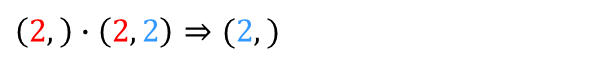 (2,) · (2, 2) ⇒ (2,)